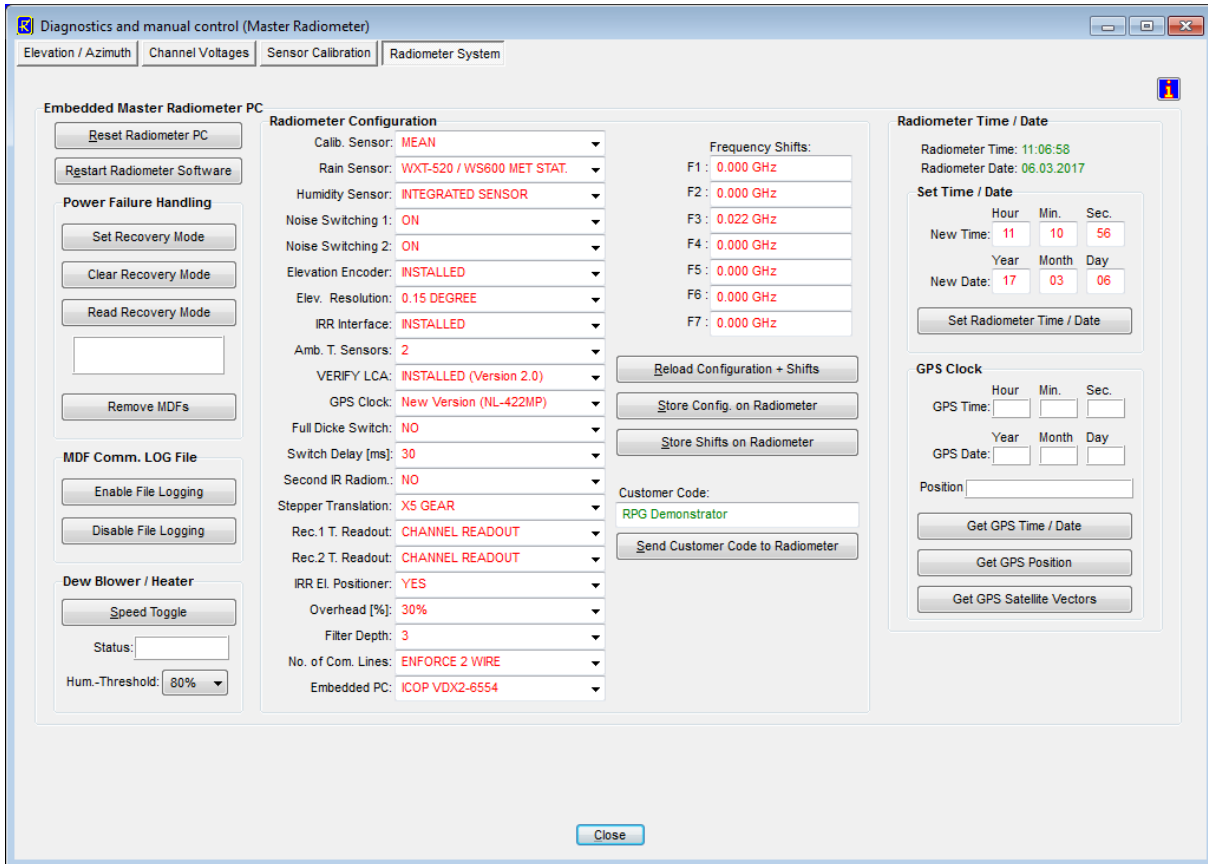 Diagnostics and manual control (Master Radiometer)
Elevation / Azimuth Channel Voltages Sensor Calibration Radiometer System
Embedded Master Radiometer PC
Reset Radiometer PC
Restart Radiometer Software
Power Failure Handling
Set Recovery Mode
Clear Recovery Mode
Read Recovery Mode
Remove MDFs
MDF Comm. LOG File
Enable File Logging
Disable File Logging
Dew Blower / Heater
Speed Toggle
Status:
Hum.-Threshold: 80%
Radiometer Configuration
Calib. Sensor: MEAN
Rain Sensor: WXT-520 / WS600 MET STAT.
Humidity Sensor: INTEGRATED SENSOR
Noise Switching 1: ON
Noise Switching 2: ON
Elevation Encoder: INSTALLED
Elev. Resolution: 0.15 DEGREE
IRR Interface: INSTALLED
Amb. T. Sensors: 2
VERIFY LCA: INSTALLED (Version 2.0)
GPS Clock: New Version (NL-422MP)
Full Dicke Switch: NO
Switch Delay [ms]: 30
Second IR Radiom.: NO
Stepper Translation: X5 GEAR
Rec.1 T. Readout: CHANNEL READOUT
Rec.2 T. Readout: CHANNEL READOUT
IRR El. Positioner: YES
Overhead [%]: 30%
Filter Depth: 3
No. of Com. Lines: ENFORCE 2 WIRE
Embedded PC: ICOP VDX2-6554
Frequency Shifts:
F1 : 0.000 GHz
F2 : 0.000 GHz
F3 : 0.022 GHz
F4 : 0.000 GHz
F5 : 0.000 GHz
F6 : 0.000 GHz
F7 : 0.000 GHz
Reload Configuration + Shifts
Store Config. on Radiometer
Store Shifts on Radiometer
Customer Code:
RPG Demonstrator
Send Customer Code to Radiometer
i
Radiometer Time / Date
Radiometer Time: 11:06:58
Radiometer Date: 06.03.2017
Set Time / Date
Hour Min. Sec.
New Time: 11 10 56
Year Month Day
New Date: 17 03 06
Set Radiometer Time / Date
GPS Clock
Hour Min. Sec.
GPS Time:
Year Month Day
GPS Date:
Position
Get GPS Time / Date
Get GPS Position
Get GPS Satellite Vectors
Close